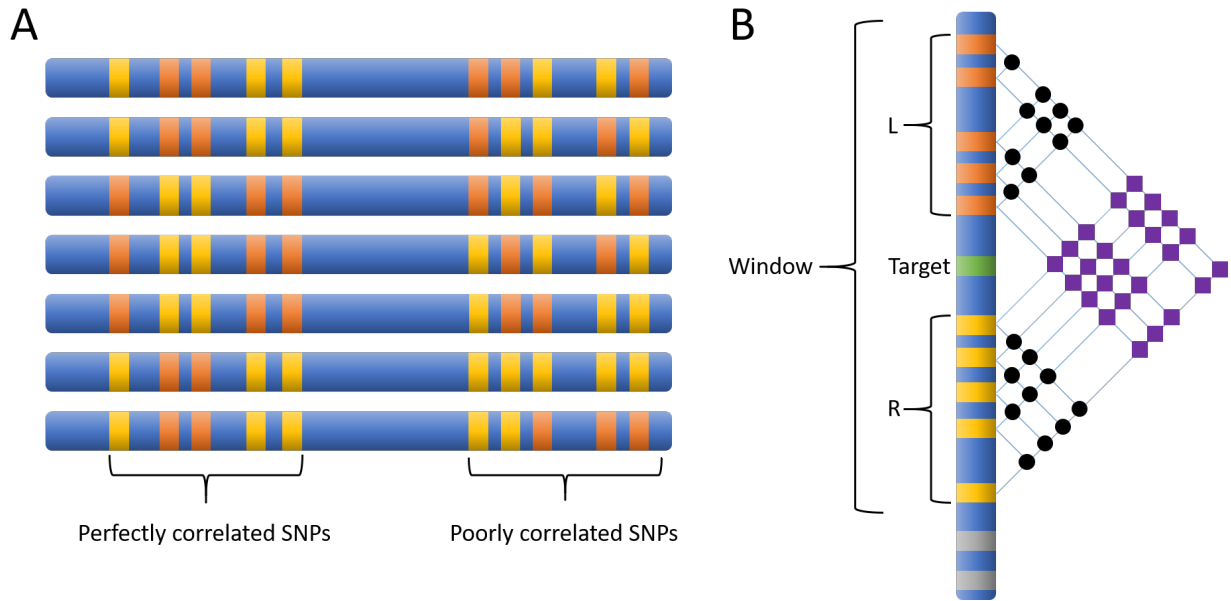 A
Perfectly correlated SNPs
Poorly correlated SNPs
B
L
Window
Target
R